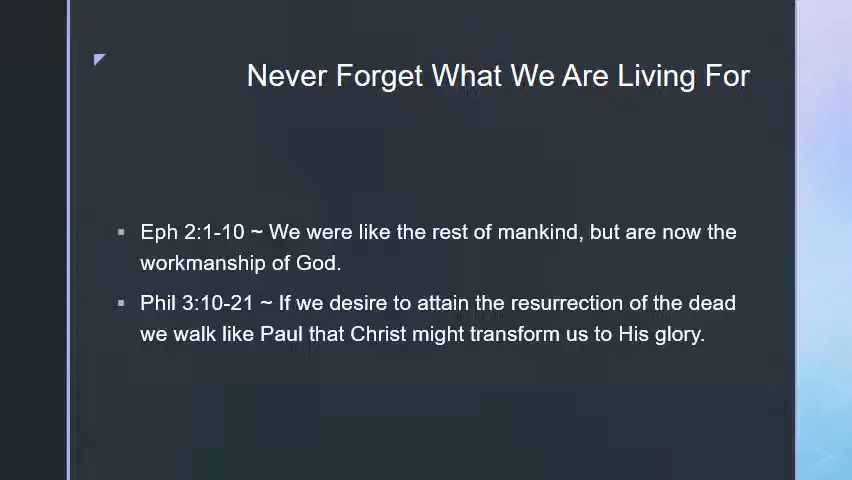 Never Forget What We Are Living For
▪ Eph 2:1-10 ~ We were like the rest of mankind, but are now the
workmanship of God.
▪ Phil 3:10-21 ~ If we desire to attain the resurrection of the dead
we walk like Paul that Christ might transform us to His glory.